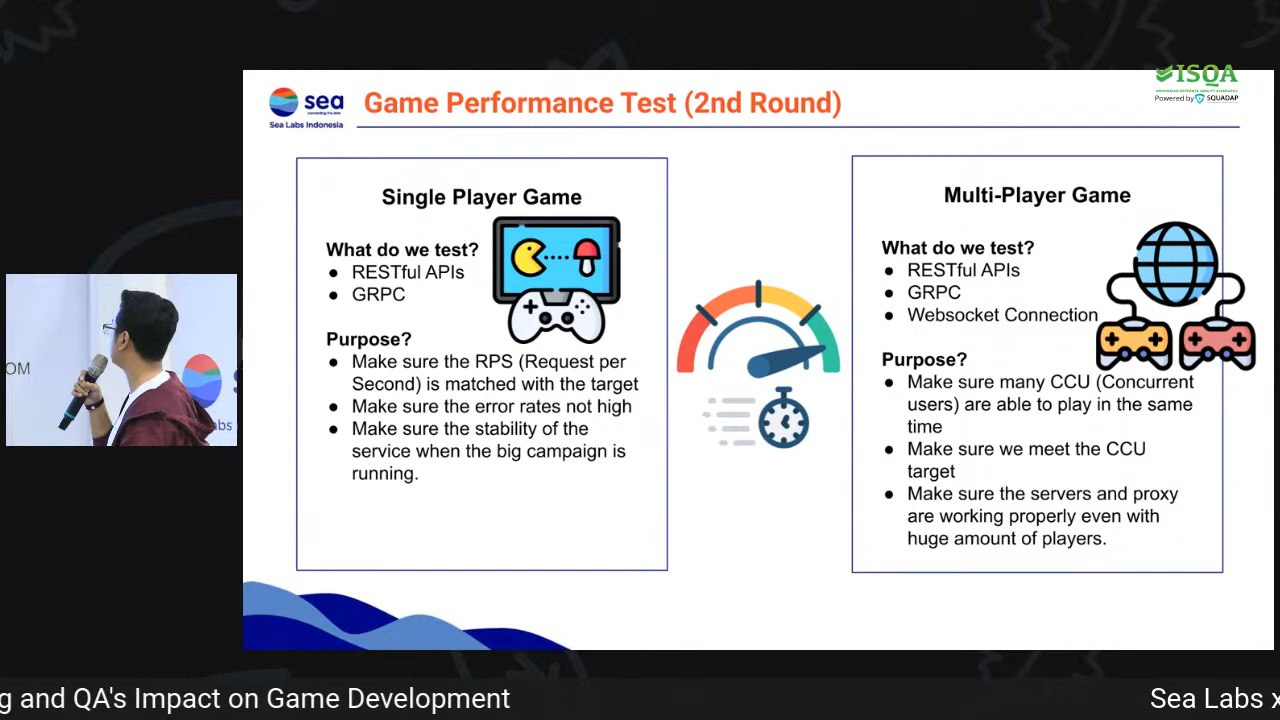 sea
Sea Labs Indonesia
Game Performance Test (2nd Round)
ISQA
Powered by SQUADAP
Single Player Game
What do we test?
● RESTful APIs
● GRPC
Purpose?
● Make sure the RPS (Request per
Second) is matched with the target
● Make sure the error rates not high
● Make sure the stability of the
service when the big campaign is
running.
Multi-Player Game
What do we test?
● RESTful APIs
● GRPC
● Websocket Connection
Purpose?
● Make sure many CCU (Concurrent
users) are able to play in the same
time
● Make sure we meet the CCU
target
● Make sure the servers and proxy
are working properly even with
huge amount of players.
OM
g and QA's Impact on Game Development
Sea Labs x